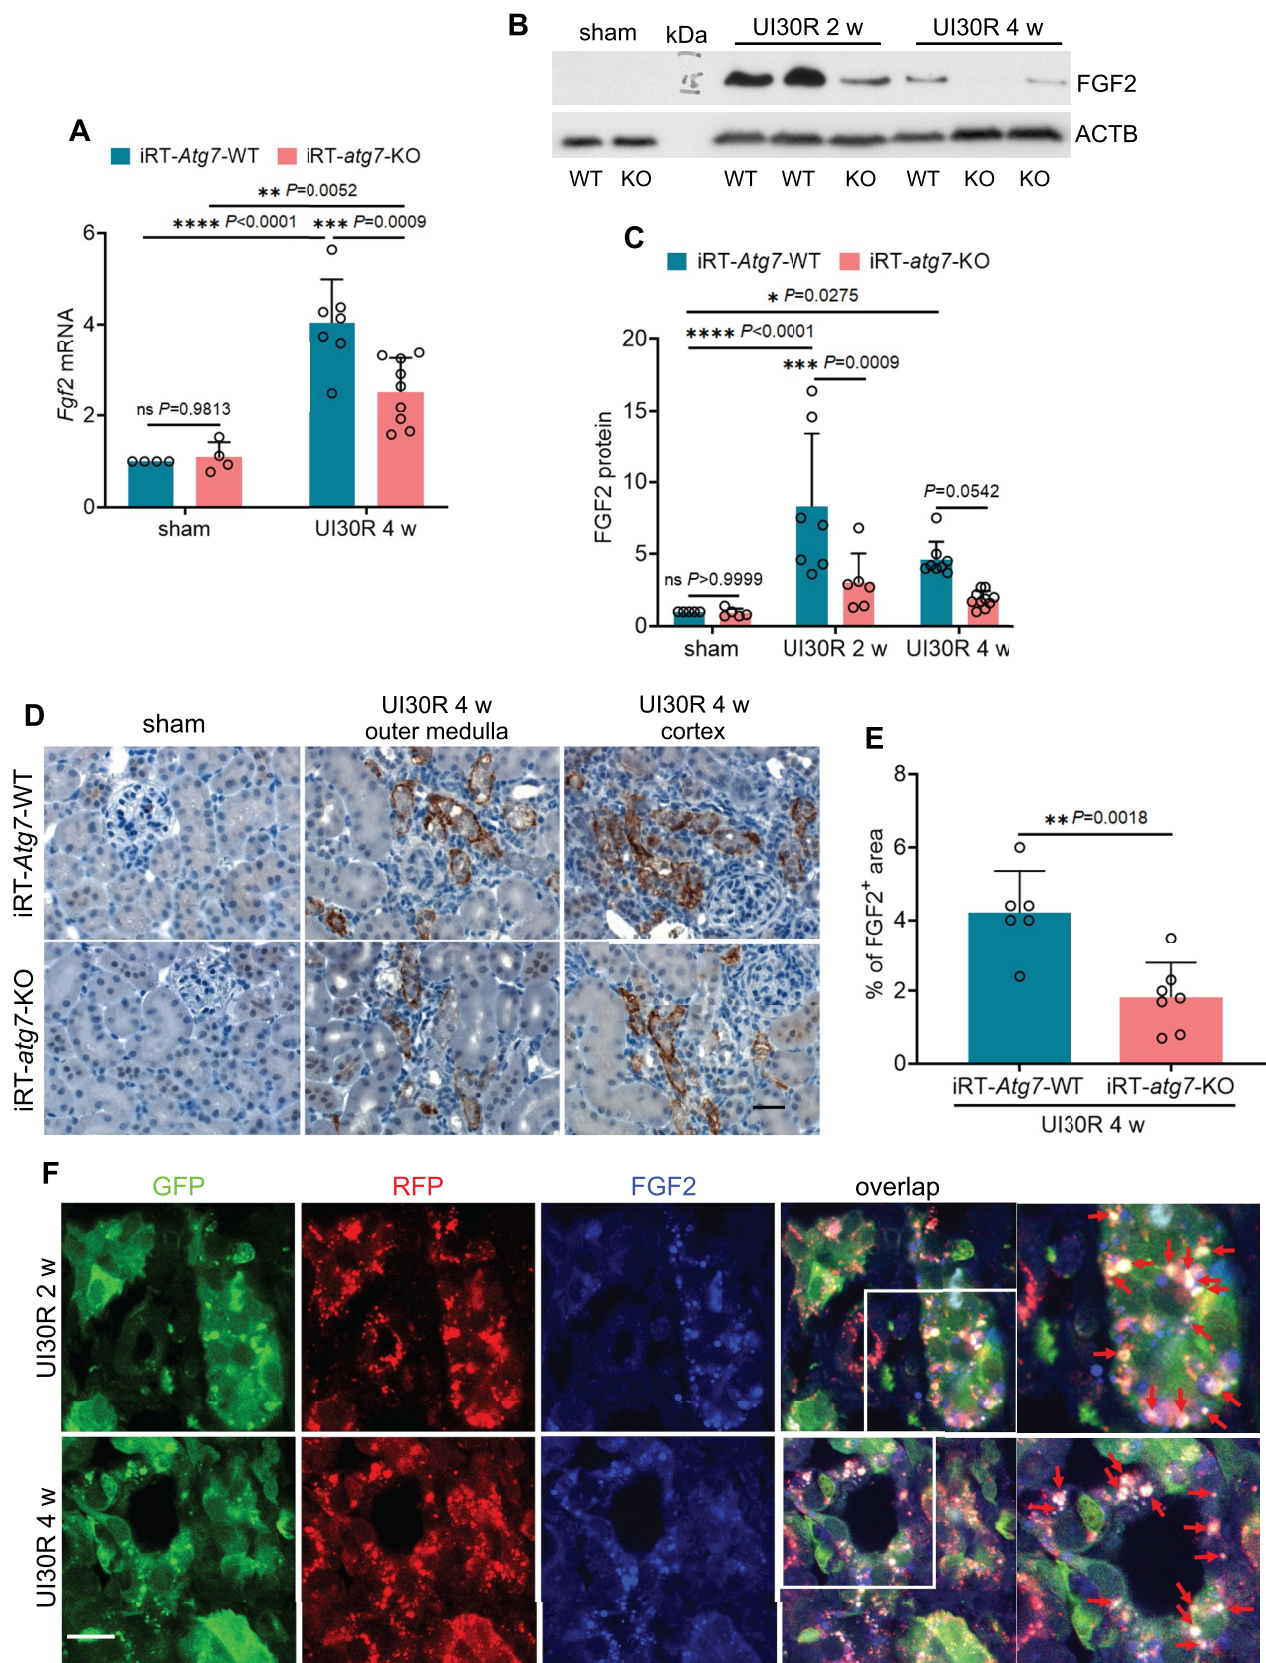 A
iRT-Atg7-WT iRT-atg7-KO
** P=0.0052
**** P<0.0001 *** P=0.0009
ns P=0.9813
Fgf2 mRNA
6
4
2
0
sham UI30R 4 w
B
sham kDa UI30R 2 w UI30R 4 w
FGF2
ACTB
WT KO WT WT KO WT KO KO
C
iRT-Atg7-WT iRT-atg7-KO
* P=0.0275
**** P<0.0001
*** P=0.0009
P=0.0542
ns P>0.9999
FGF2 protein
20
15
10
5
0
sham UI30R 2 w UI30R 4 w
D
sham UI30R 4 w outer medulla UI30R 4 w cortex
iRT-Atg7-WT
iRT-atg7-KO
E
% of FGF2+ area
8
6
4
2
0
** P=0.0018
iRT-Atg7-WT iRT-atg7-KO
UI30R 4 w
F
GFP RFP FGF2 overlap
UI30R 2 w
UI30R 4 w